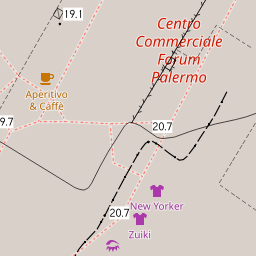 19.1
Centro
Commerciale
Forum
Palermo
Aperitivo
& Caffè
9.7
20.7
New Yorker
20.7
Zuiki